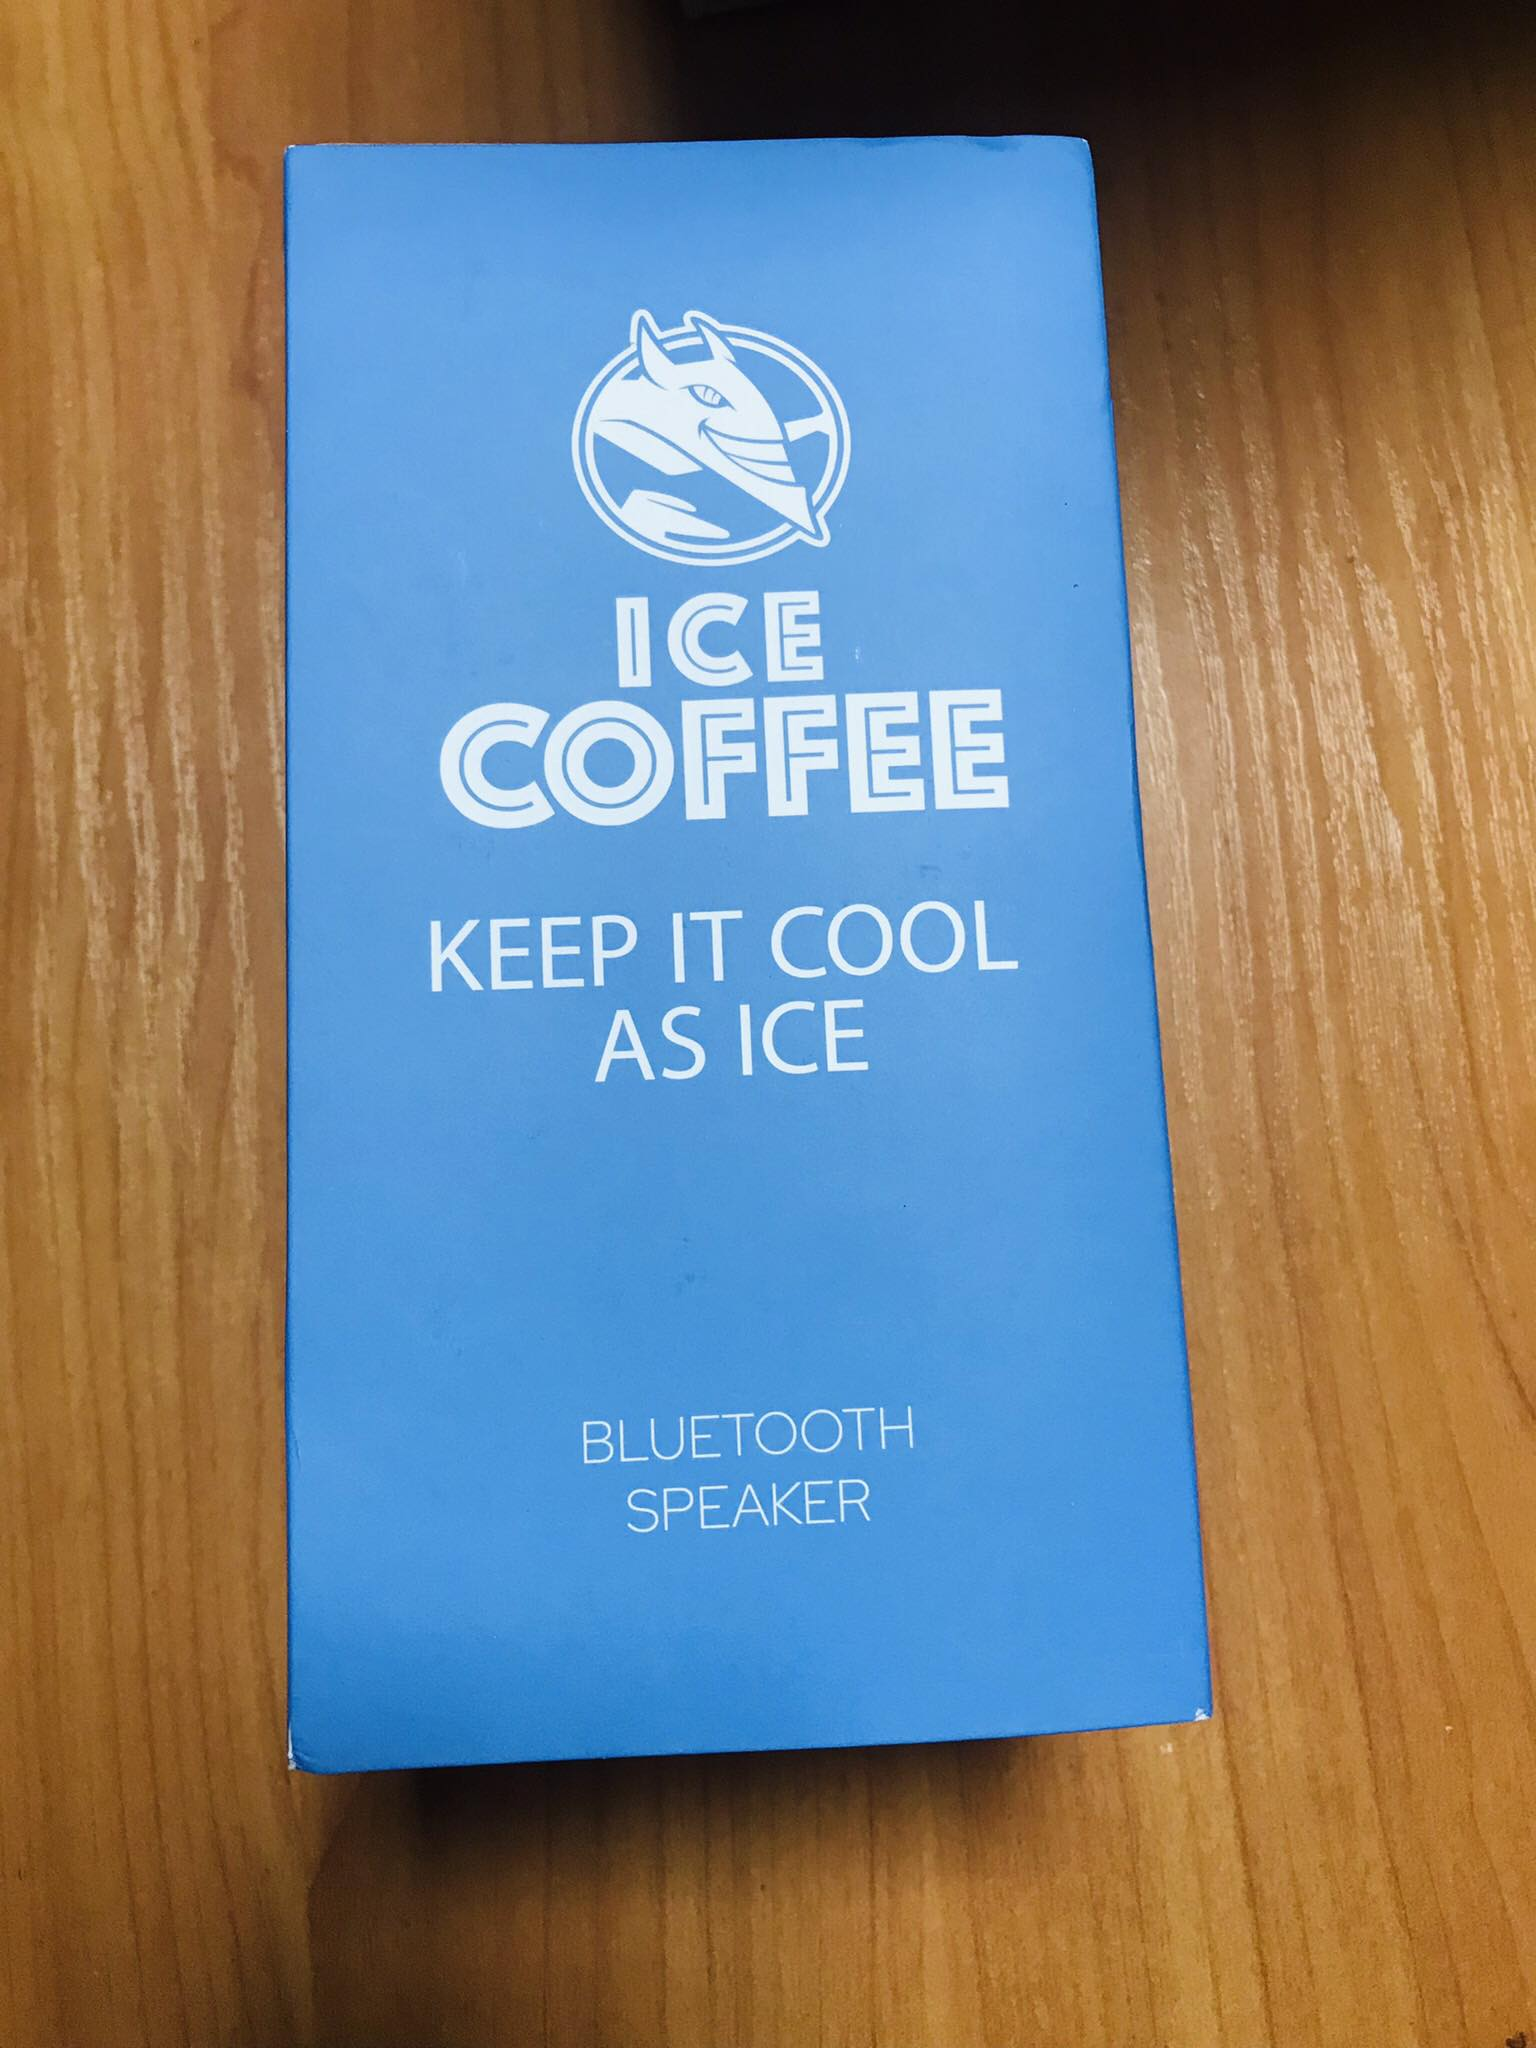 ICE
COFFEE
KEEP IT COOL
AS ICE
BLUETOOTH
SPEAKER